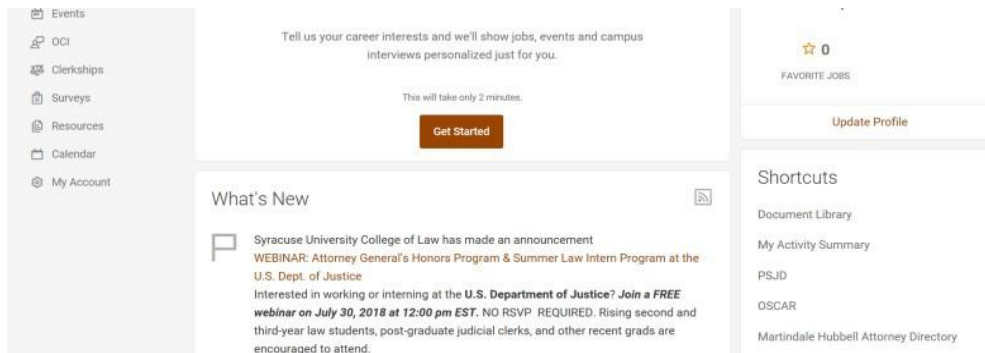 Events
OCI
Clerkships
Surveys
Resources
Calendar
My Account
Tell us your career interests and we'll show jobs, events and campus
interviews personalized just for you.
This will take only 2 minutes.
Get Started
What's New
Syracuse University College of Law has made an announcement
WEBINAR: Attorney General's Honors Program & Summer Law Intern Program at the
U.S. Dept. of Justice
Interested in working or interning at the U.S. Department of Justice? Join a FREE
webinar on July 30, 2018 at 12:00 pm EST. NO RSVP REQUIRED. Rising second and
third-year law students, post-graduate judicial clerks, and other recent grads are
encouraged to attend.
0
FAVORITE JOBS
Update Profile
Shortcuts
Document Library
My Activity Summary
PSJD
OSCAR
Martindale Hubbell Attorney Directory